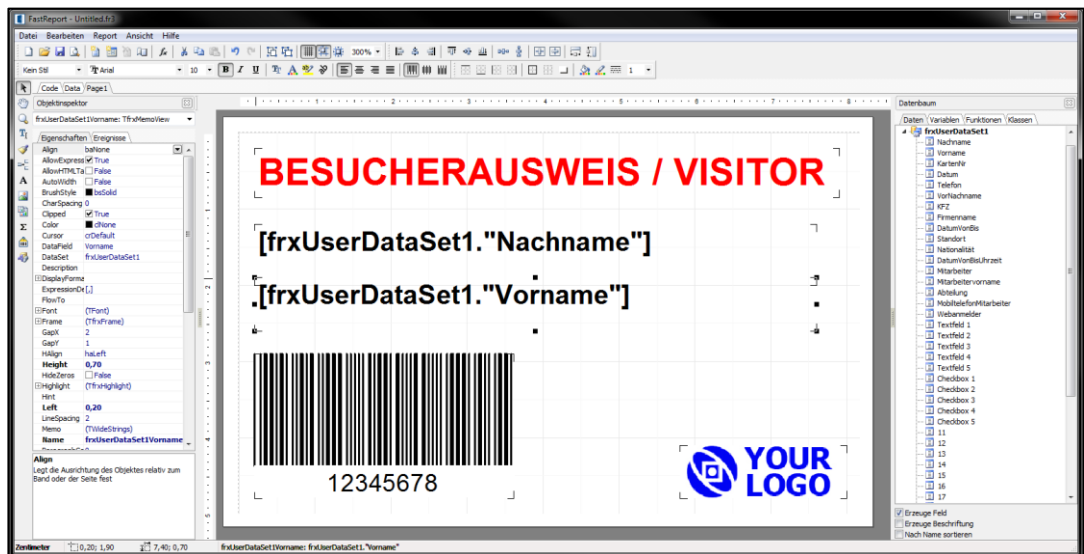 FastReport - Untitled.fr3
Datei Bearbeiten Report Ansicht Hilfe
300%
Kein Stil Arial 10 B I U 1
Code Data Page1
Objektinspektor
frxUserDataSet1Vorname: TfrxMemoView
Eigenschaften Ereignisse
Align baNone
AllowExpress True
AllowHTMLTa False
AutoWidth False
BrushStyle bsSolid
CharSpacing 0
Clipped True
Color clNone
Cursor crDefault
DataField Vorname
DataSet frxUserDataSet1
Description
DisplayForma
ExpressionDe [,]
FlowTo
Font (TFont)
Frame (TfrxFrame)
GapX 2
GapY 1
HAlign haLeft
Height 0,70
HideZeros False
Highlight (TfrxHighlight)
Hint
Left 0,20
LineSpacing 2
Memo (TWideStrings)
Name frxUserDataSet1Vorname
Align
Legt die Ausrichtung des Objektes relativ zum
Band oder der Seite fest
BESUCHERAUSWEIS / VISITOR
[frxUserDataSet1."Nachname"]
[frxUserDataSet1."Vorname"]
12345678
YOUR
LOGO
Datenbaum
Daten Variablen Funktionen Klassen
frxUserDataSet1
Nachname
Vorname
KartenNr
Datum
Telefon
VorNachname
KFZ
Firmenname
DatumVonBis
Standort
Nationalität
DatumVonBisUhrzeit
Mitarbeiter
Mitarbeitervorname
Abteilung
MobiltelefonMitarbeiter
Webanmelder
Textfeld 1
Textfeld 2
Textfeld 3
Textfeld 4
Textfeld 5
Checkbox 1
Checkbox 2
Checkbox 3
Checkbox 4
Checkbox 5
11
12
13
14
15
16
17
Erzeuge Feld
Erzeuge Beschriftung
Nach Name sortieren
Zentimeter 0,20; 1,90 7,40; 0,70 frxUserDataSet1Vorname: frxUserDataSet1."Vorname"